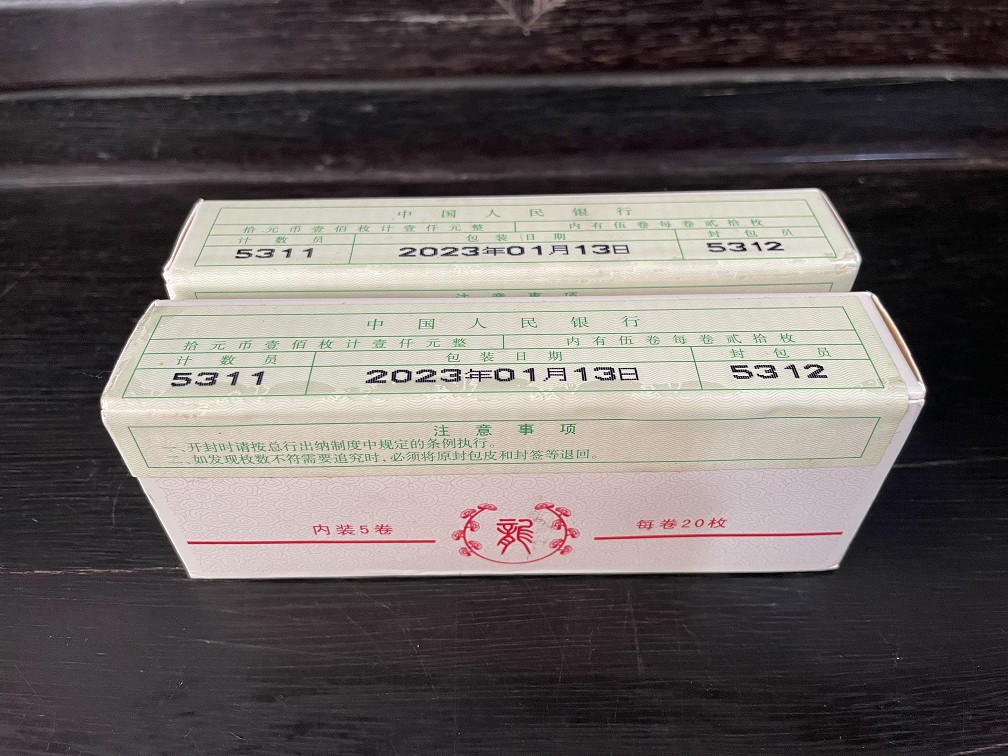 中国人民银行
拾元币壹佰枚计壹仟元整 内有伍卷每卷贰拾枚
计数员 包装日期 封包员
5311 2023年01月13日 5312
注意事项
中国人民银行
拾元币壹佰枚计壹仟元整 内有伍卷每卷贰拾枚
计数员 包装日期 封包员
5311 2023年01月13日 5312
注意事项
一、开封时请按总行出纳制度中规定的条例执行。
二、如发现枚数不符需要追究时，必须将原封包皮和封签等退回。
内装5卷 龍 每卷20枚